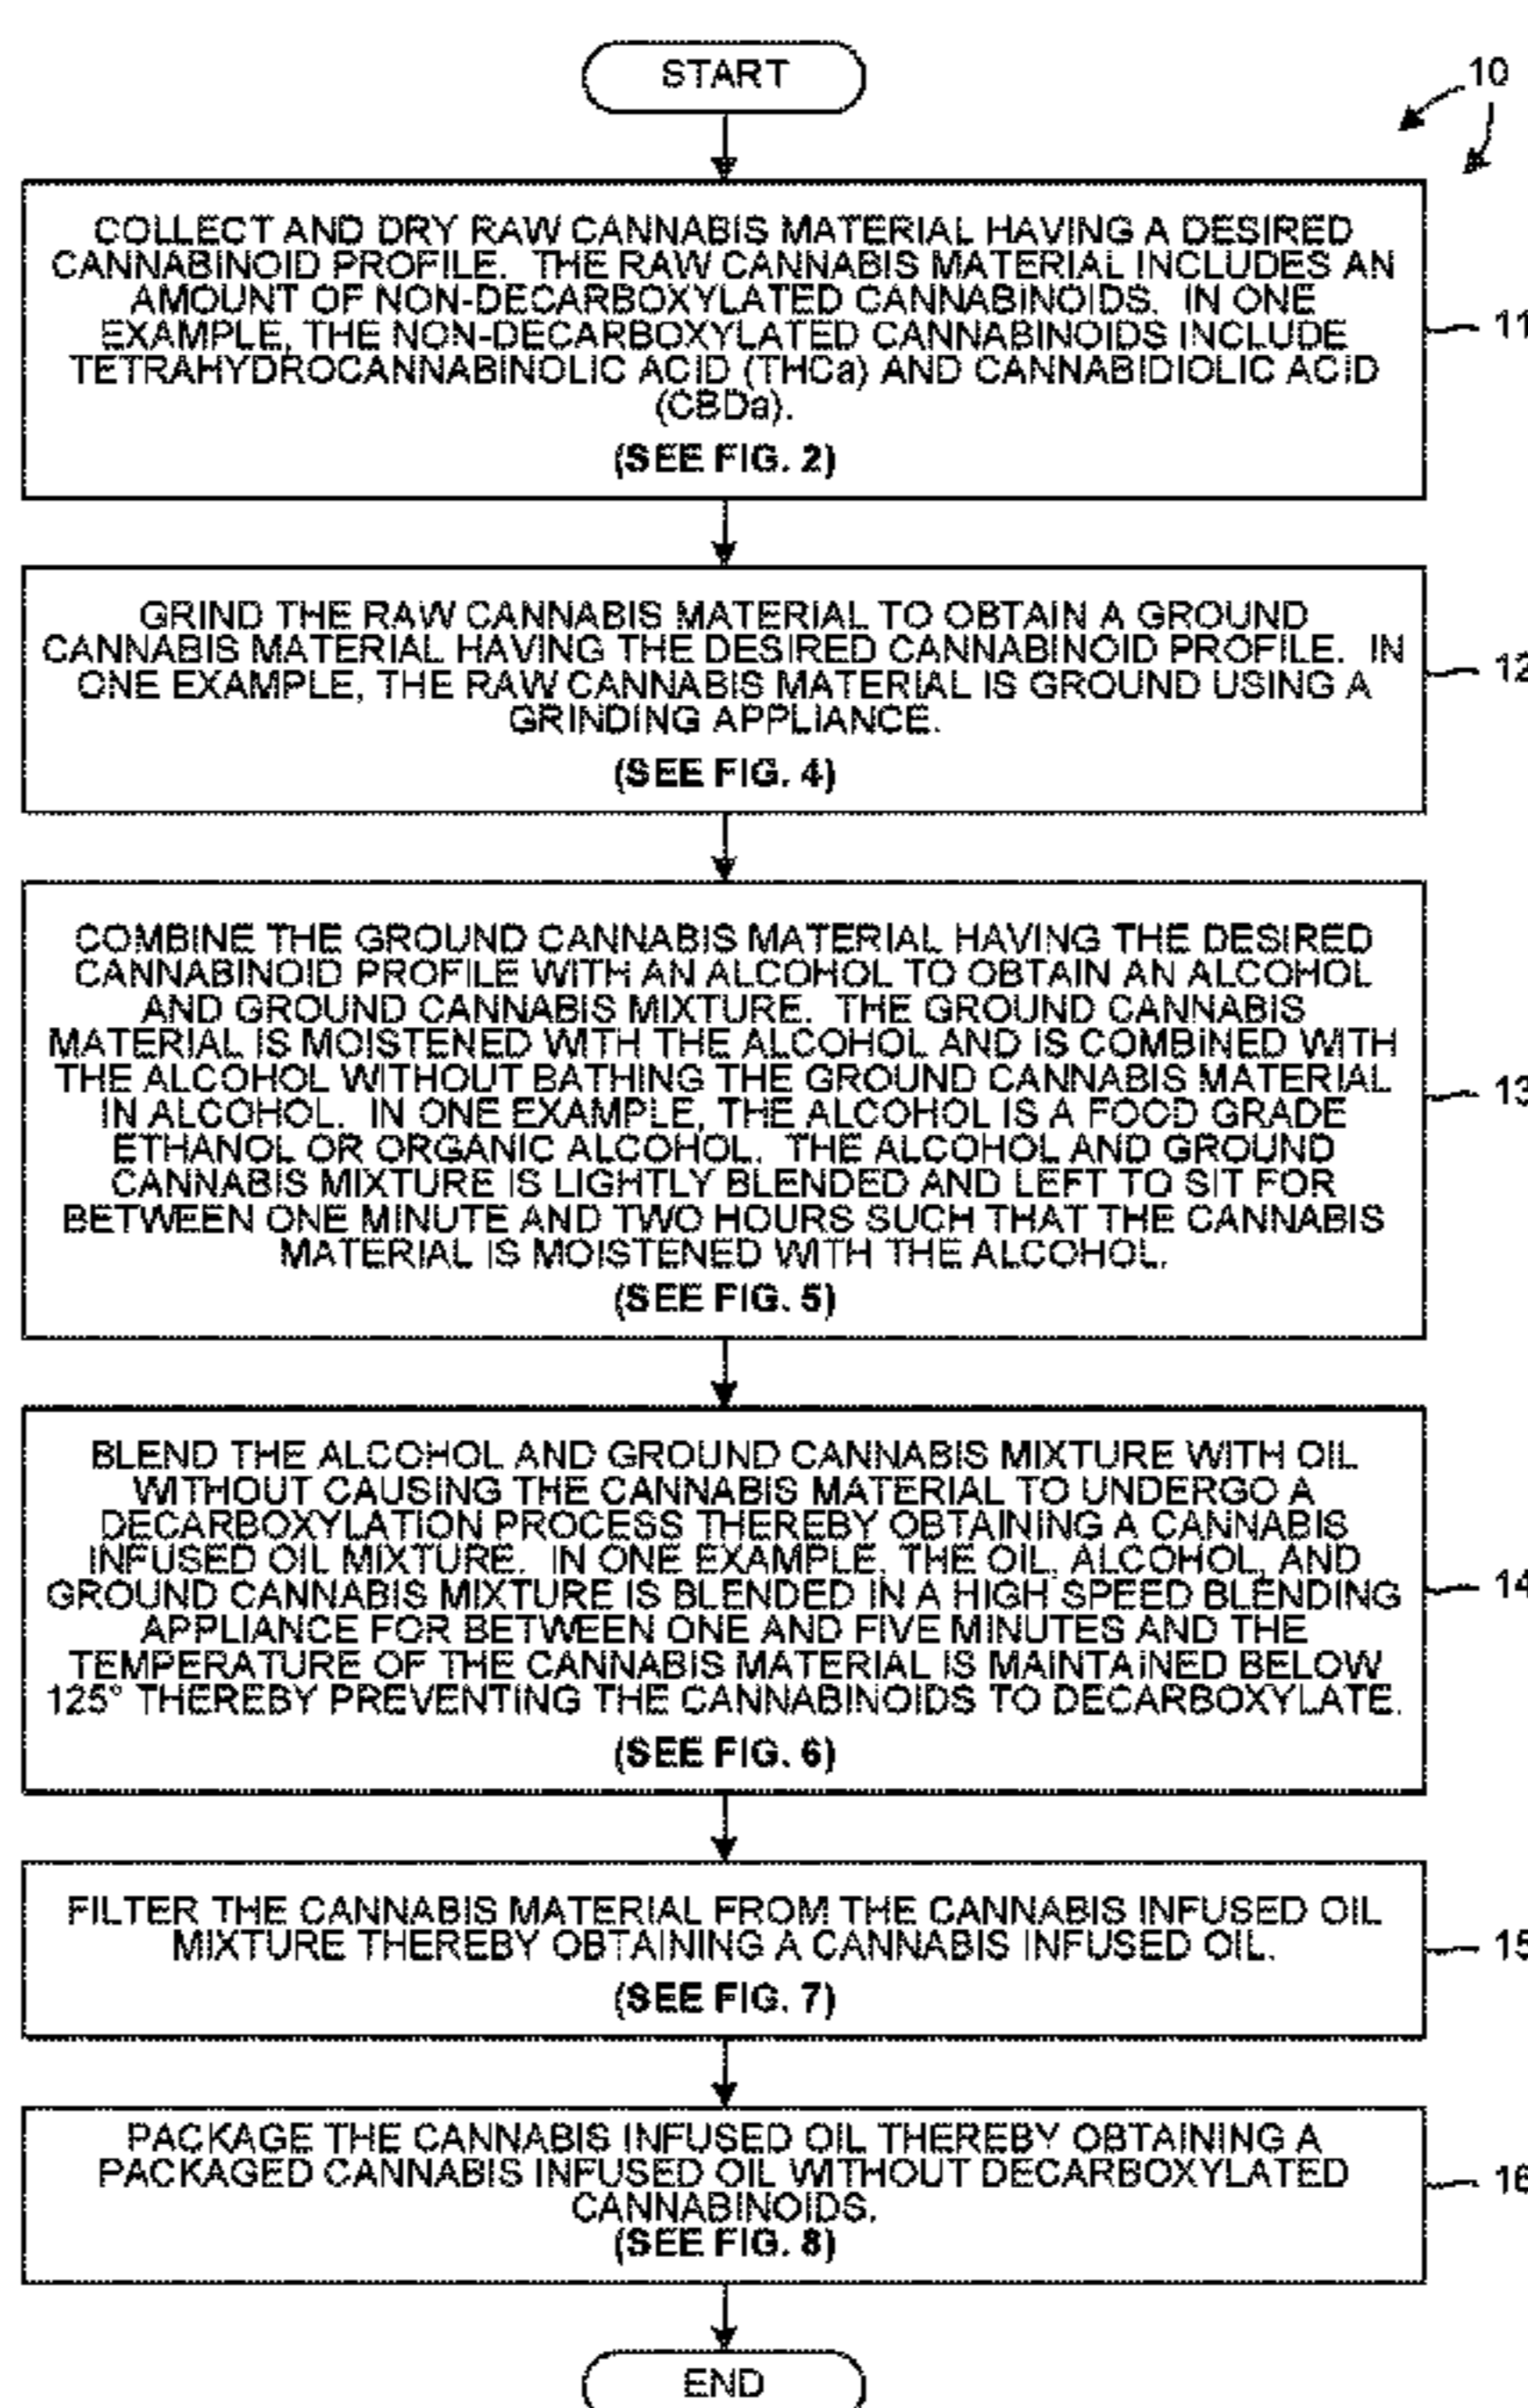 START
10
COLLECT AND DRY RAW CANNABIS MATERIAL HAVING A DESIRED
CANNABINOID PROFILE. THE RAW CANNABIS MATERIAL INCLUDES AN
AMOUNT OF NON-DECARBOXYLATED CANNABINOIDS. IN ONE
EXAMPLE, THE NON-DECARBOXYLATED CANNABINOIDS INCLUDE
TETRAHYDROCANNABINOLIC ACID (THCa) AND CANNABIDIOLIC ACID
(CBDa).
(SEE FIG. 2)
11
GRIND THE RAW CANNABIS MATERIAL TO OBTAIN A GROUND
CANNABIS MATERIAL HAVING THE DESIRED CANNABINOID PROFILE. IN
ONE EXAMPLE, THE RAW CANNABIS MATERIAL IS GROUND USING A
GRINDING APPLIANCE.
(SEE FIG. 4)
12
COMBINE THE GROUND CANNABIS MATERIAL HAVING THE DESIRED
CANNABINOID PROFILE WITH AN ALCOHOL TO OBTAIN AN ALCOHOL
AND GROUND CANNABIS MIXTURE. THE GROUND CANNABIS
MATERIAL IS MOISTENED WITH THE ALCOHOL AND IS COMBINED WITH
THE ALCOHOL WITHOUT BATHING THE GROUND CANNABIS MATERIAL
IN ALCOHOL. IN ONE EXAMPLE, THE ALCOHOL IS A FOOD GRADE
ETHANOL OR ORGANIC ALCOHOL. THE ALCOHOL AND GROUND
CANNABIS MIXTURE IS LIGHTLY BLENDED AND LEFT TO SIT FOR
BETWEEN ONE MINUTE AND TWO HOURS SUCH THAT THE CANNABIS
MATERIAL IS MOISTENED WITH THE ALCOHOL.
(SEE FIG. 5)
13
BLEND THE ALCOHOL AND GROUND CANNABIS MIXTURE WITH OIL
WITHOUT CAUSING THE CANNABIS MATERIAL TO UNDERGO A
DECARBOXYLATION PROCESS THEREBY OBTAINING A CANNABIS
INFUSED OIL MIXTURE. IN ONE EXAMPLE, THE OIL, ALCOHOL, AND
GROUND CANNABIS MIXTURE IS BLENDED IN A HIGH SPEED BLENDING
APPLIANCE FOR BETWEEN ONE AND FIVE MINUTES AND THE
TEMPERATURE OF THE CANNABIS MATERIAL IS MAINTAINED BELOW
125° THEREBY PREVENTING THE CANNABINOIDS TO DECARBOXYLATE.
(SEE FIG. 6)
14
FILTER THE CANNABIS MATERIAL FROM THE CANNABIS INFUSED OIL
MIXTURE THEREBY OBTAINING A CANNABIS INFUSED OIL.
(SEE FIG. 7)
15
PACKAGE THE CANNABIS INFUSED OIL THEREBY OBTAINING A
PACKAGED CANNABIS INFUSED OIL WITHOUT DECARBOXYLATED
CANNABINOIDS.
(SEE FIG. 8)
16
END